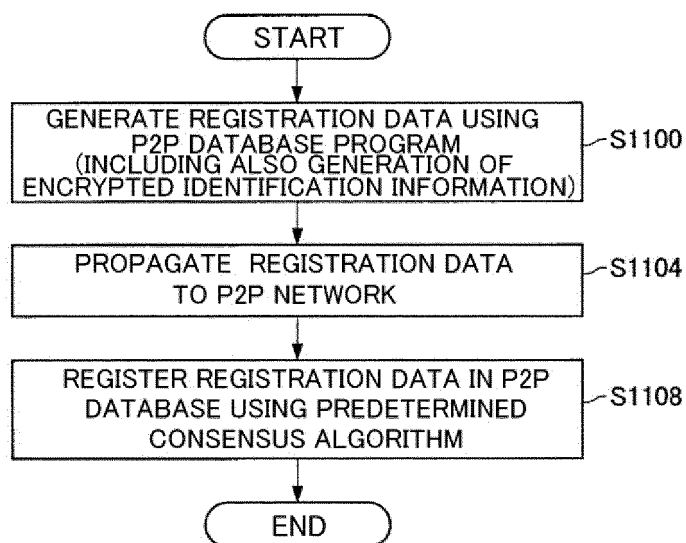 START
GENERATE REGISTRATION DATA USING
P2P DATABASE PROGRAM
(INCLUDING ALSO GENERATION OF
ENCRYPTED IDENTIFICATION INFORMATION)
S1100
PROPAGATE REGISTRATION DATA
TO P2P NETWORK
S1104
REGISTER REGISTRATION DATA IN P2P
DATABASE USING PREDETERMINED
CONSENSUS ALGORITHM
S1108
END